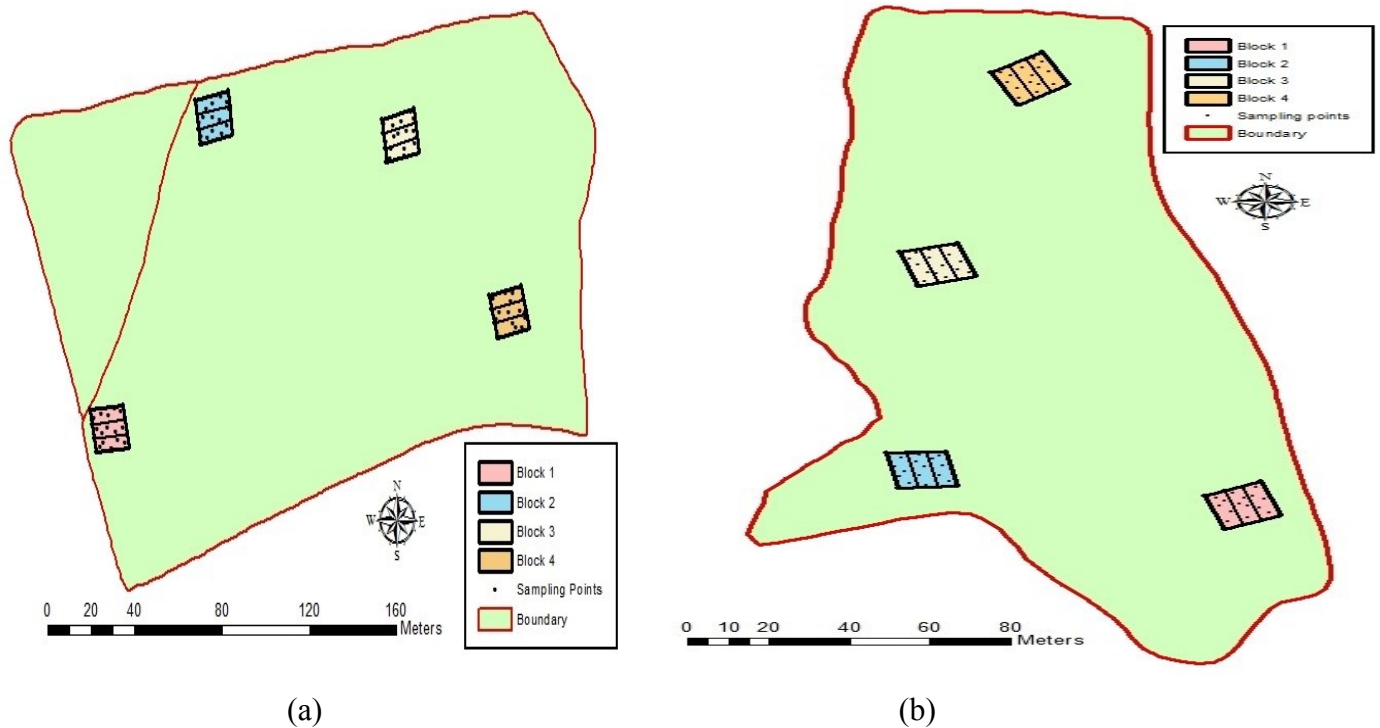 Block 1
Block 2
Block 3
Block 4
Sampling Points
Boundary
N
W E
S
0 20 40 80 120 160
Meters
(a)
Block 1
Block 2
Block 3
Block 4
Sampling points
Boundary
N
W E
S
0 10 20 40 60 80
Meters
(b)